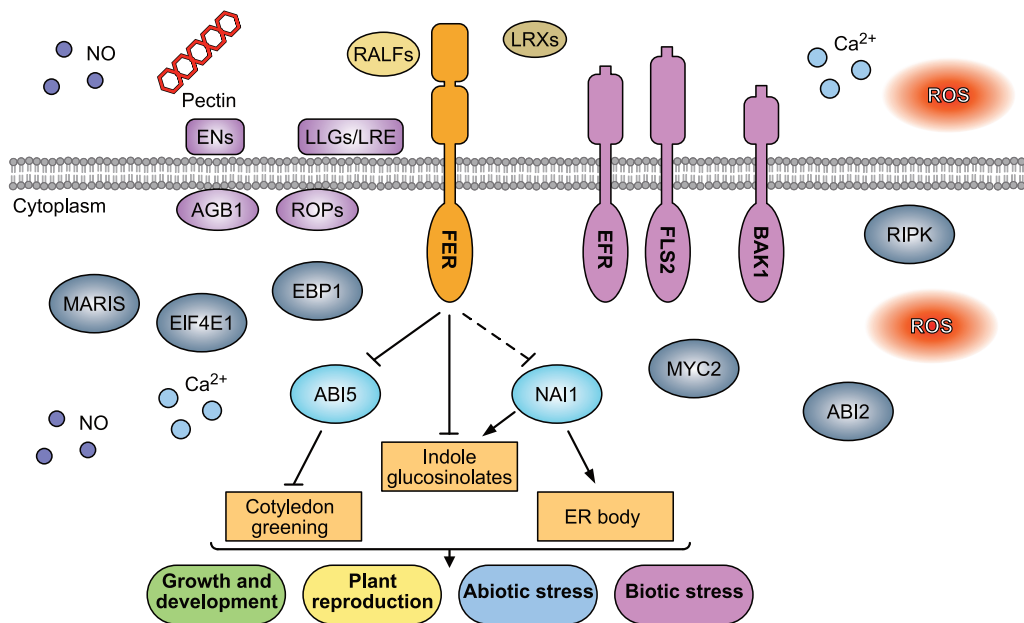 NO
Pectin
RALFs
LRXs
Ca²⁺
ROS
ENs
LLGs/LRE
Cytoplasm
AGB1
ROPs
FER
EFR
FLS2
BAK1
RIPK
MARIS
EIF4E1
EBP1
ROS
MYC2
ABI2
Ca²⁺
NO
ABI5
NAI1
Indole
glucosinolates
Cotyledon
greening
ER body
Growth and
development
Plant
reproduction
Abiotic stress
Biotic stress